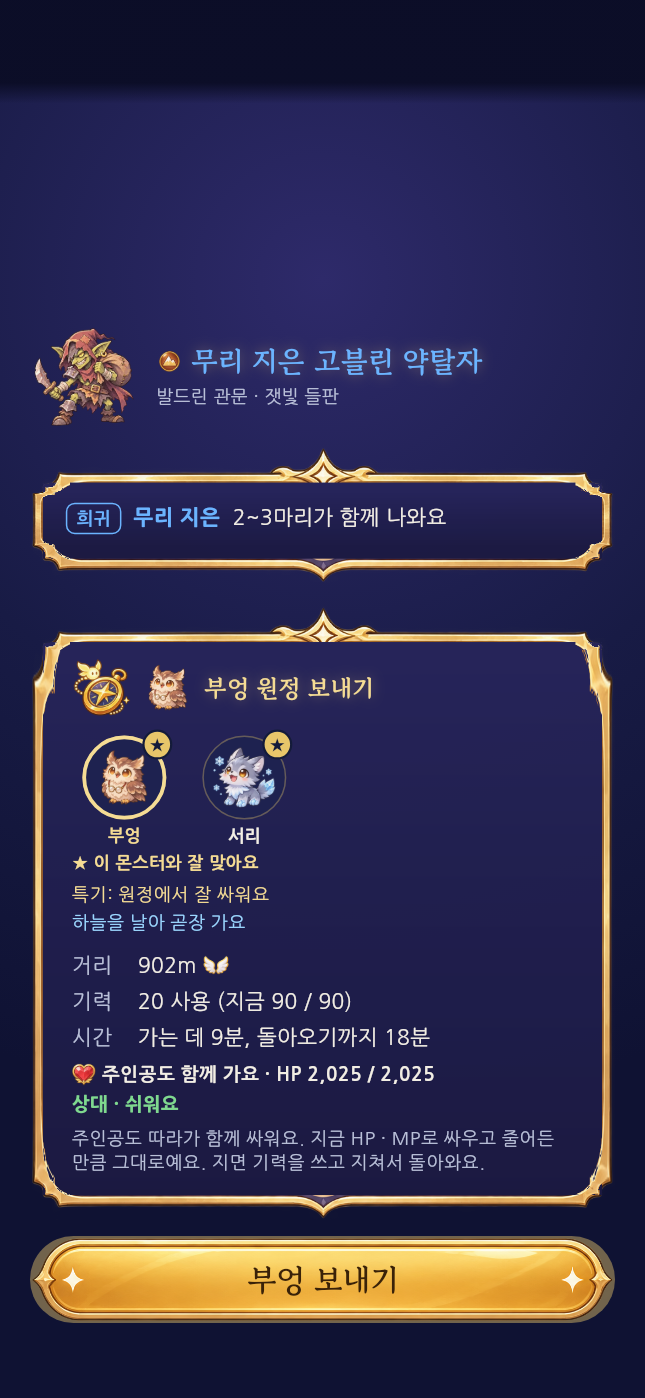 무리 지은 고블린 약탈자
발드린 관문 · 잿빛 들판
희귀 무리 지은 2~3마리가 함께 나와요
부엉 원정 보내기
부엉 서리
★ 이 몬스터와 잘 맞아요
특기: 원정에서 잘 싸워요
하늘을 날아 곧장 가요
거리 902m
기력 20 사용 (지금 90 / 90)
시간 가는 데 9분, 돌아오기까지 18분
주인공도 함께 가요 · HP 2,025 / 2,025
상대 · 쉬워요
주인공도 따라가 함께 싸워요. 지금 HP · MP로 싸우고 줄어든
만큼 그대로예요. 지면 기력을 쓰고 지쳐서 돌아와요.
부엉 보내기